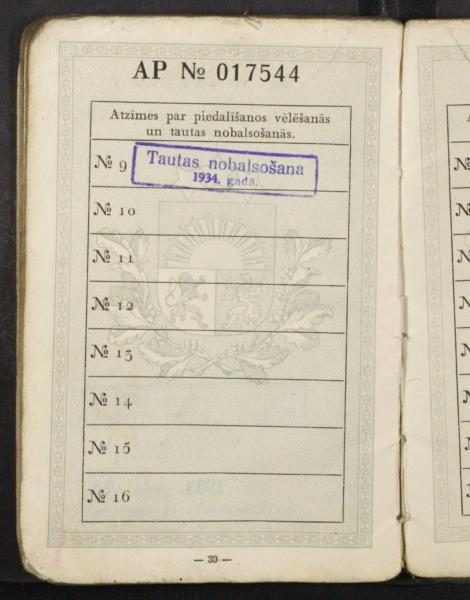 AP № 017544
Atzīmes par piedalīšanos vēlēšanās
un tautas nobalsošanās.
№ 9
Tautas nobalsošana
1934. gadā.
№ 10
№ 11
№ 12
№ 13
№ 14
№ 15
№ 16
— 30 —